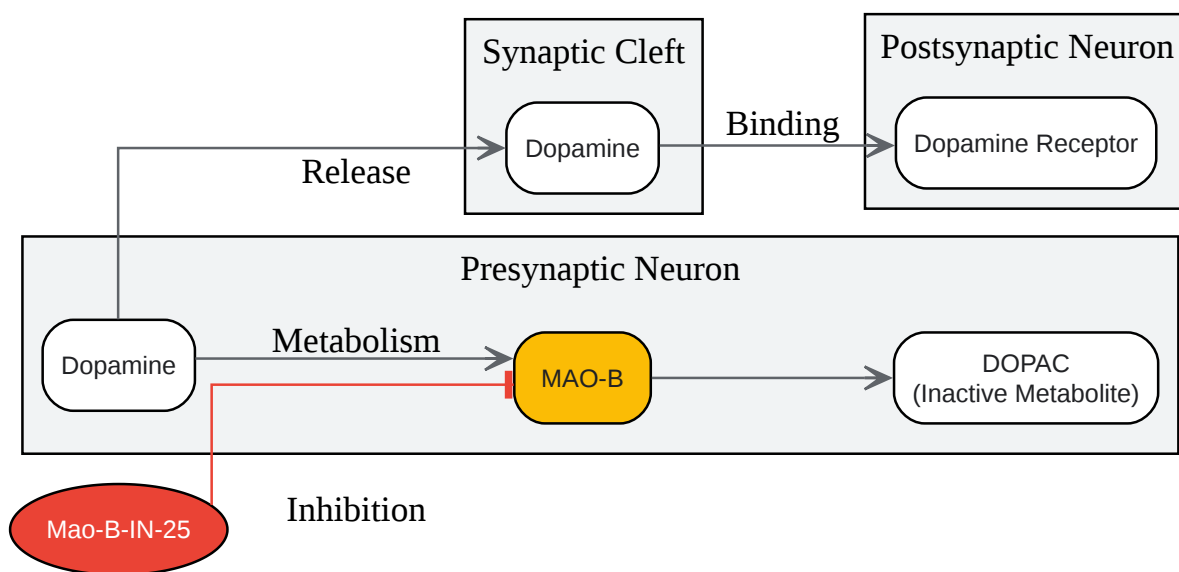 Synaptic Cleft
Postsynaptic Neuron
Dopamine
Binding
Dopamine Receptor
Release
Presynaptic Neuron
Dopamine
Metabolism
MAO-B
DOPAC
(Inactive Metabolite)
Mao-B-IN-25
Inhibition